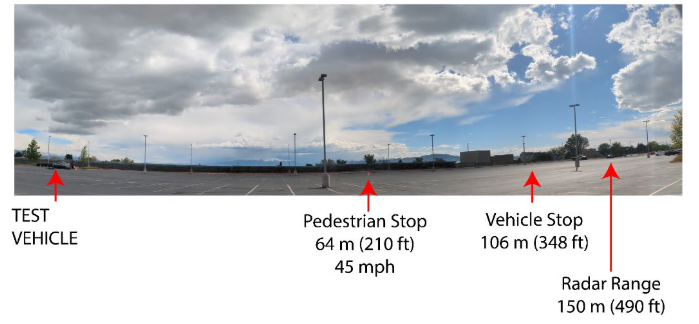 TEST
VEHICLE
Pedestrian Stop
64 m (210 ft)
45 mph
Vehicle Stop
106 m (348 ft)
Radar Range
150 m (490 ft)